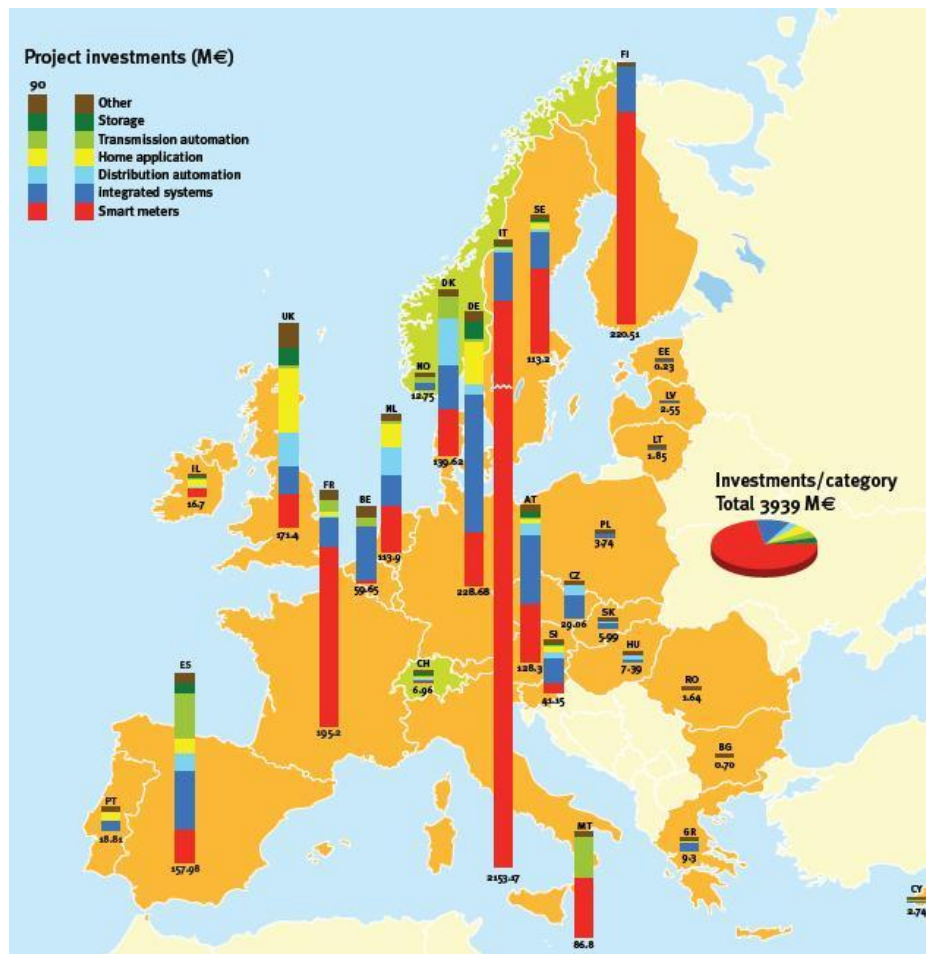 Project investments (M€)
90
Other
Storage
Transmission automation
Home application
Distribution automation
integrated systems
Smart meters
FI
220.51
SE
113.2
IT
2153.17
DK
139.62
DE
228.68
UK
171.4
NO
12.75
NL
113.9
EE
0.23
LV
2.55
LT
1.85
IL
16.7
FR
195.2
BE
59.65
AT
128.3
PL
3.74
Investments/category
Total 3939 M€
CZ
29.06
SK
5.99
SI
41.15
HU
7.39
CH
6.96
ES
157.98
RO
1.64
BG
0.70
PT
18.81
MT
86.8
GR
9.3
CY
2.74